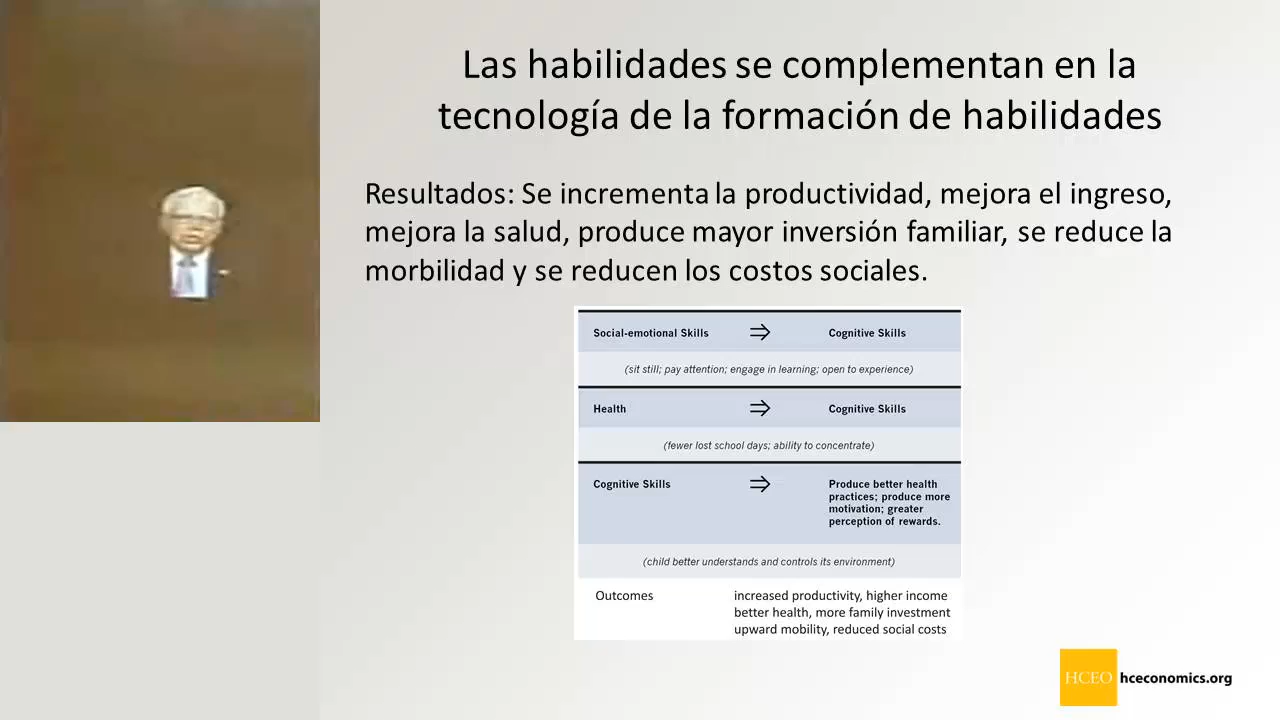 Las habilidades se complementan en la
tecnología de la formación de habilidades
Resultados: Se incrementa la productividad, mejora el ingreso,
mejora la salud, produce mayor inversión familiar, se reduce la
morbilidad y se reducen los costos sociales.
Social-emotional Skills ⇒ Cognitive Skills
(sit still; pay attention; engage in learning; open to experience)
Health ⇒ Cognitive Skills
(fewer lost school days; ability to concentrate)
Cognitive Skills ⇒ Produce better health
practices; produce more
motivation; greater
perception of rewards.
(child better understands and controls its environment)
Outcomes increased productivity, higher income
better health, more family investment
upward mobility, reduced social costs
HCEO hceconomics.org